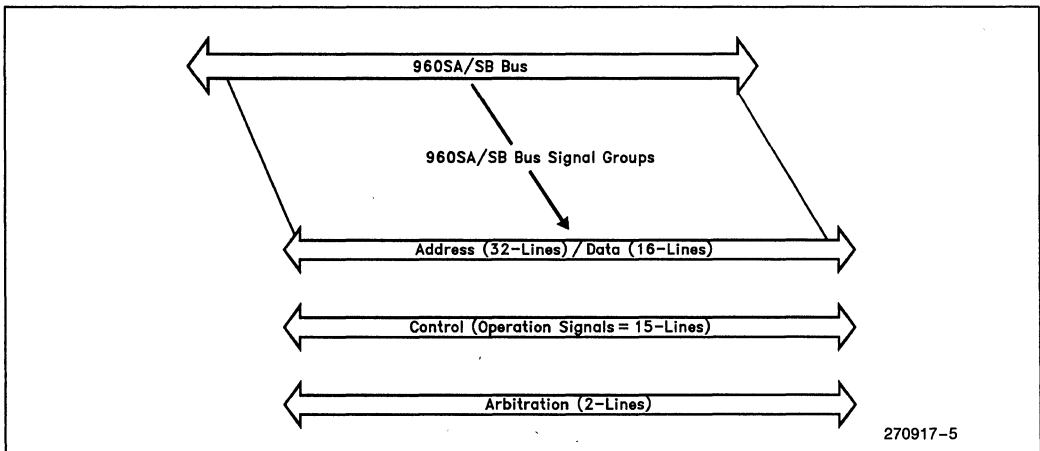 960SA/SB Bus
960SA/SB Bus Signal Groups
Address (32-Lines) / Data (16-Lines)
Control (Operation Signals = 15-Lines)
Arbitration (2-Lines)
270917-5